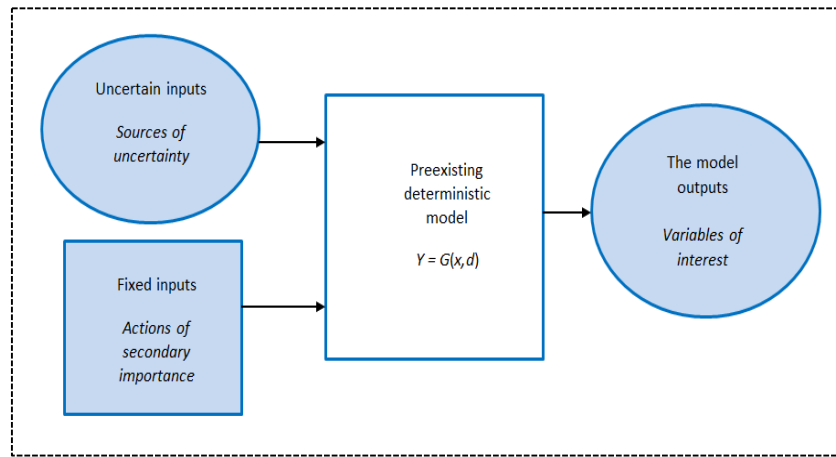 Uncertain inputs
Sources of
uncertainty
Fixed inputs
Actions of
secondary
importance
Preexisting
deterministic
model
Y = G(x,d)
The model
outputs
Variables of
interest